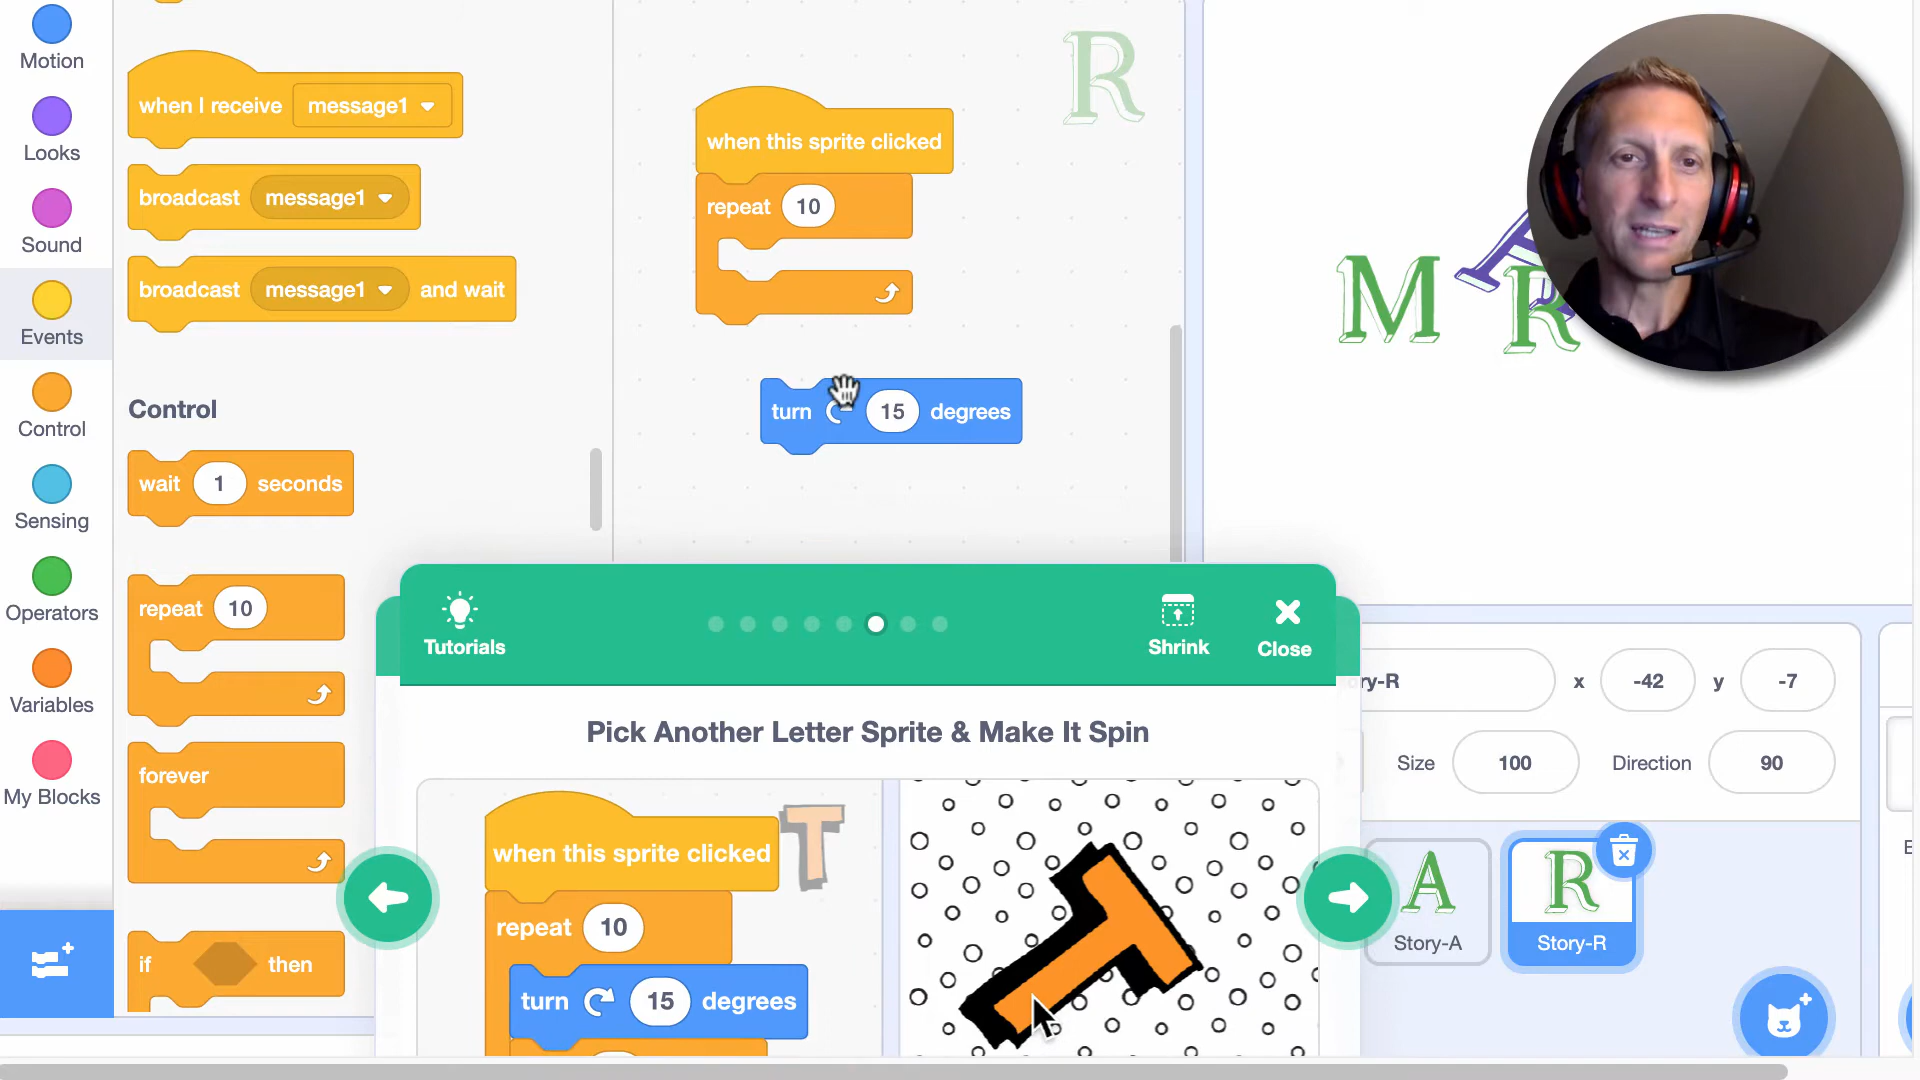 Motion
Looks
Sound
Events
Control
Sensing
Operators
Variables
My Blocks
when I receive message1
broadcast message1
broadcast message1 and wait
Control
wait 1 seconds
repeat 10
forever
if then
R
when this sprite clicked
repeat 10
turn 15 degrees
M A R
Tutorials
Shrink
Close
Pick Another Letter Sprite & Make It Spin
when this sprite clicked
T
repeat 10
turn 15 degrees
T
ry-R x -42 y -7
Size 100 Direction 90
A
Story-A
R
Story-R